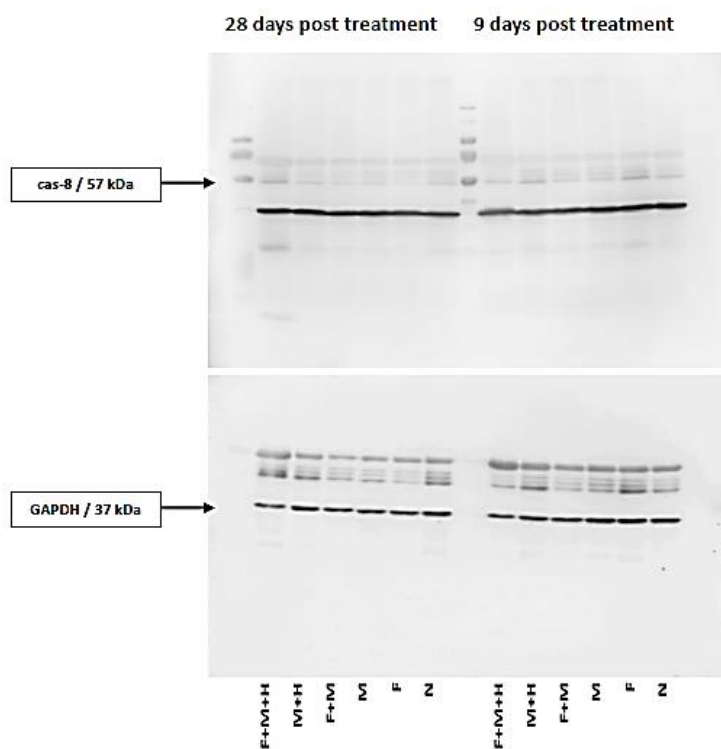 28 days post treatment 9 days post treatment
cas-8 / 57 kDa
GAPDH / 37 kDa
F+M+H M+H F+M M F N F+M+H M+H F+M M F N